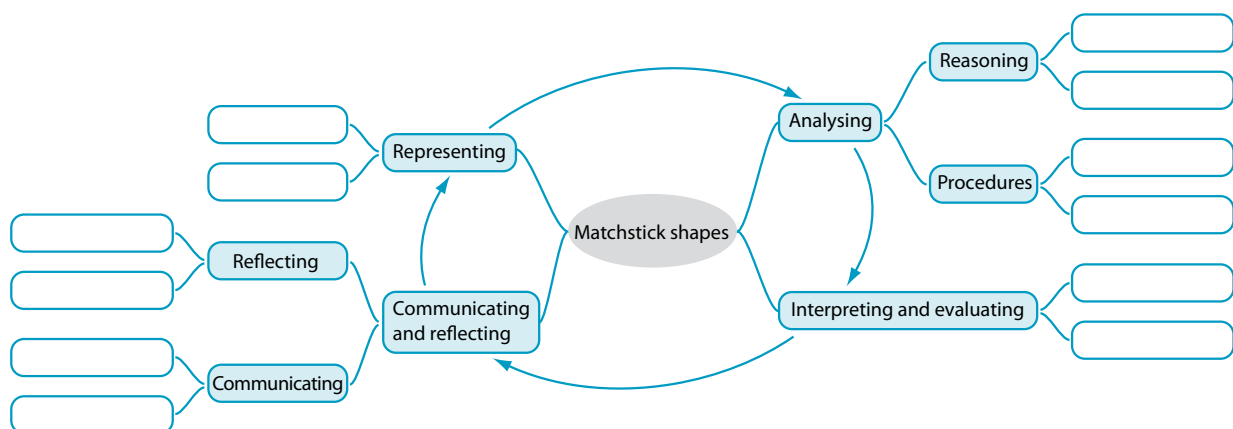 Reasoning
Analysing
Representing
Procedures
Matchstick shapes
Reflecting
Communicating
and reflecting
Interpreting and evaluating
Communicating